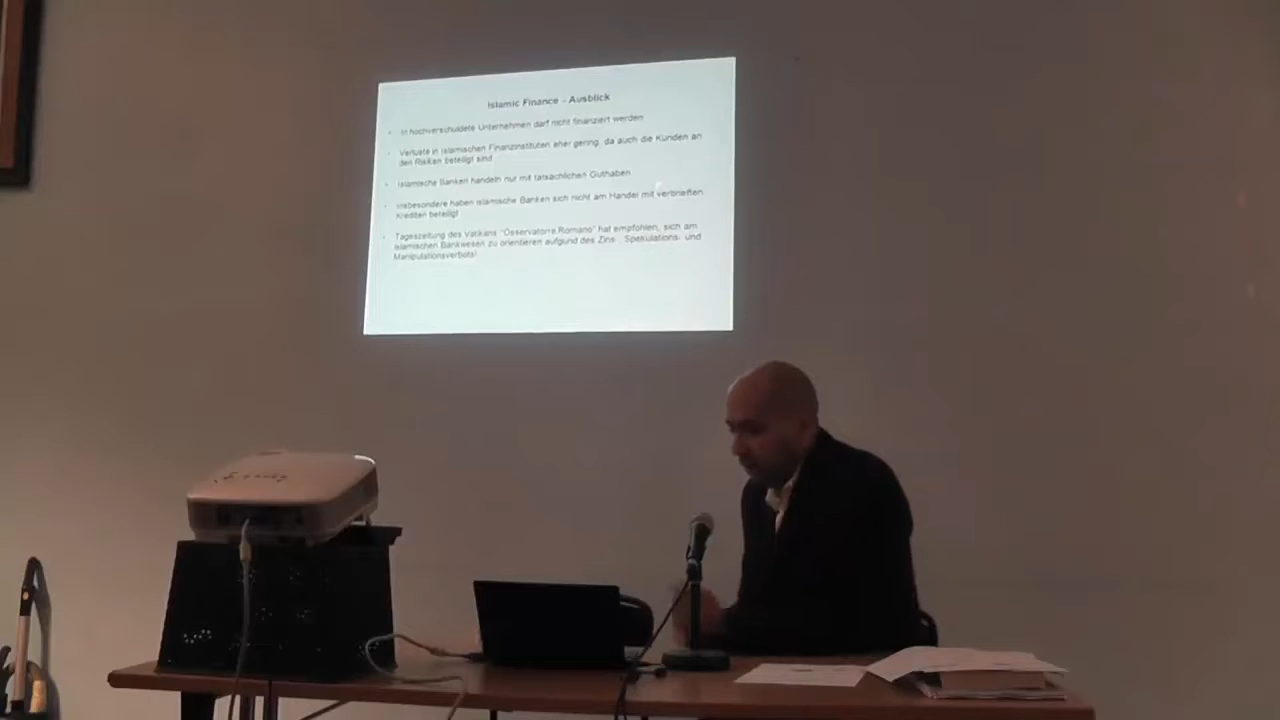 Islamic Finance - Ausblick
In hochverschuldete Unternehmen darf nicht finanziert werden
Verluste in Islamischen Finanzinstituten eher gering, da auch die Kunden an
den Risiken beteiligt sind
Islamische Banken handeln nur mit tatsächlichen Guthaben
Insbesondere haben islamische Banken sich nicht am Handel mit verbrieften
Krediten beteiligt
Tageszeitung des Vatikans "Osservatorre Romano" hat empfohlen, sich am
Islamischen Bankwesen zu orientieren aufgund des Zins-, Spekulations- und
Manipulationsverbots!